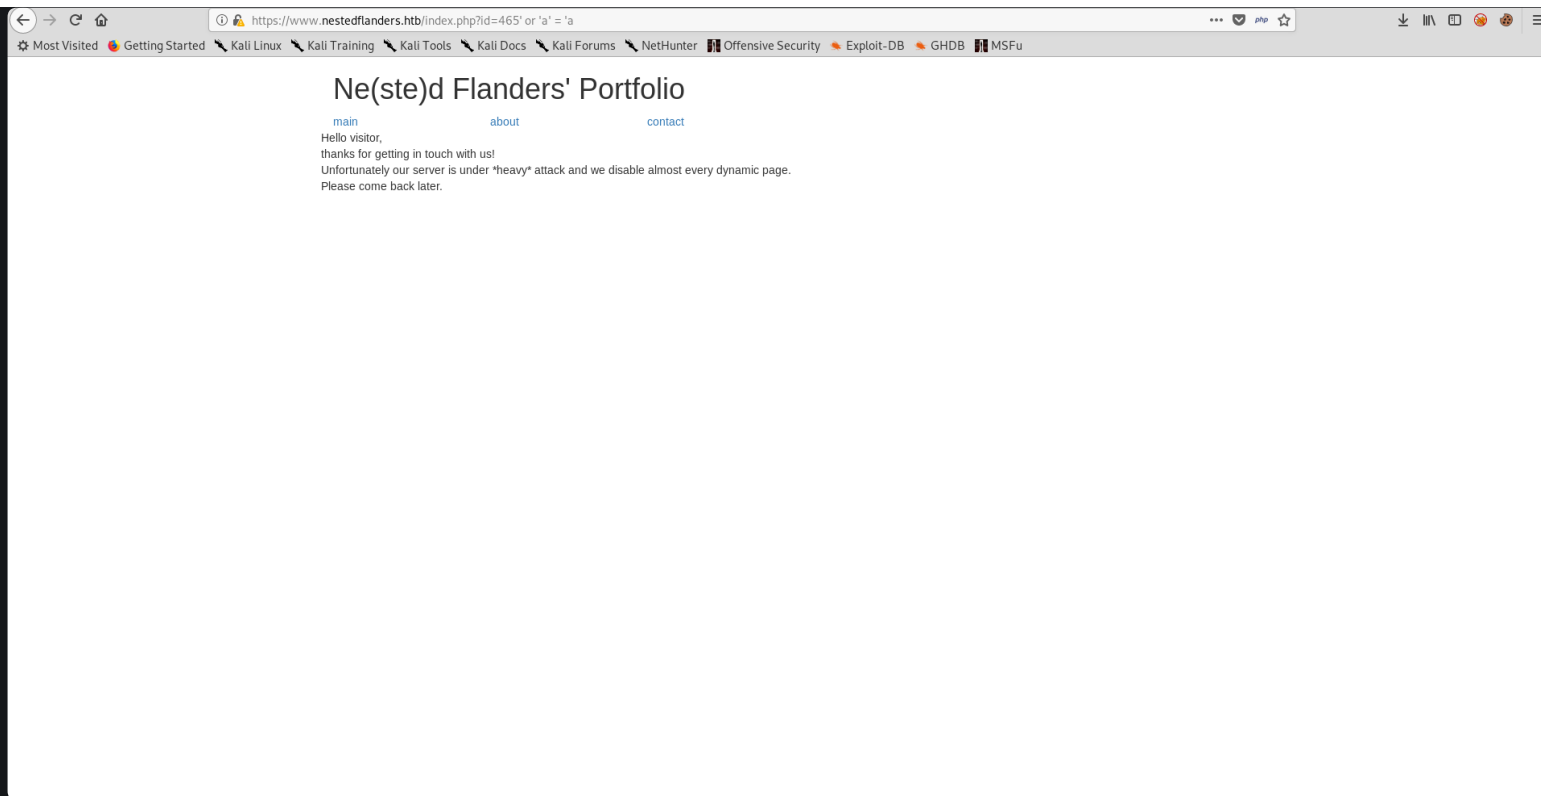 https://www.nestedflanders.htb/index.php?id=465' or 'a' = 'a
php
Most Visited Getting Started Kali Linux Kali Training Kali Tools Kali Docs Kali Forums NetHunter Offensive Security Exploit-DB GHDB MSFu
Ne(ste)d Flanders' Portfolio
main about contact
Hello visitor,
thanks for getting in touch with us!
Unfortunately our server is under *heavy* attack and we disable almost every dynamic page.
Please come back later.